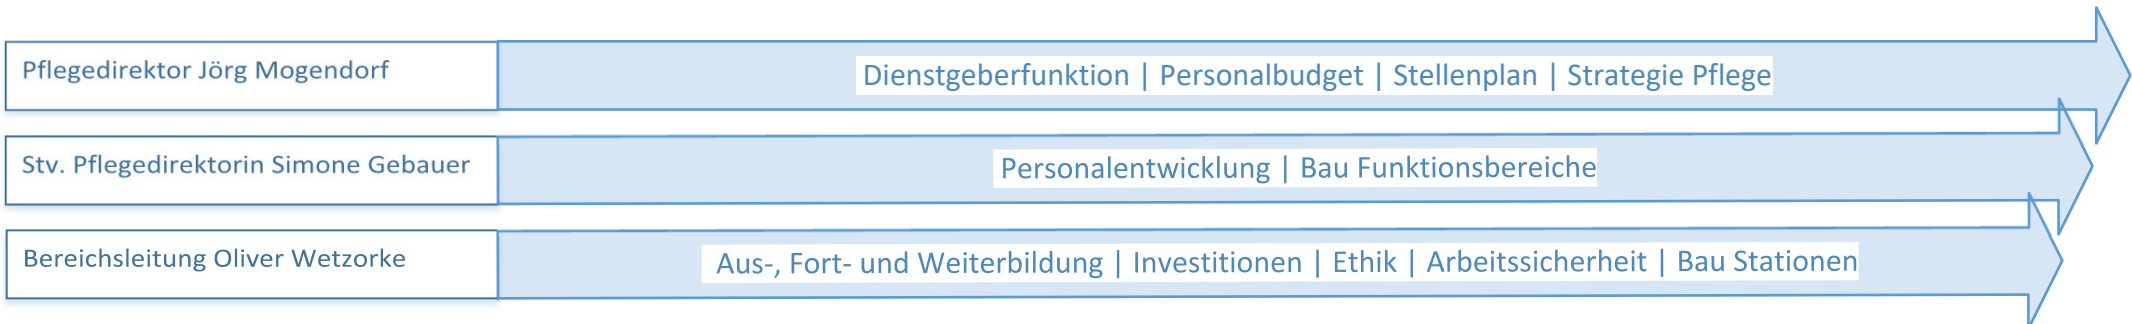 Pflegedirektor Jörg Mogendorf
Dienstgeberfunktion | Personalbudget | Stellenplan | Strategie Pflege
Stv. Pflegedirektorin Simone Gebauer
Personalentwicklung | Bau Funktionsbereiche
Bereichsleitung Oliver Wetzorke
Aus-, Fort- und Weiterbildung | Investitionen | Ethik | Arbeitssicherheit | Bau Stationen